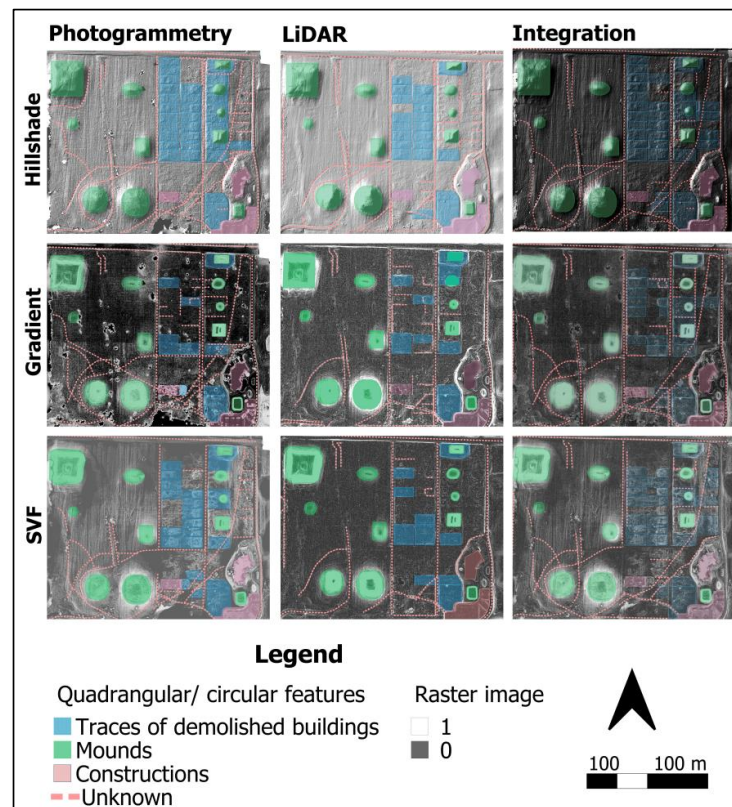 Photogrammetry LiDAR Integration
Hillshade
Gradient
SVF
Legend
Quadrangular/ circular features
Traces of demolished buildings
Mounds
Constructions
Unknown
Raster image
1
0
100 100 m